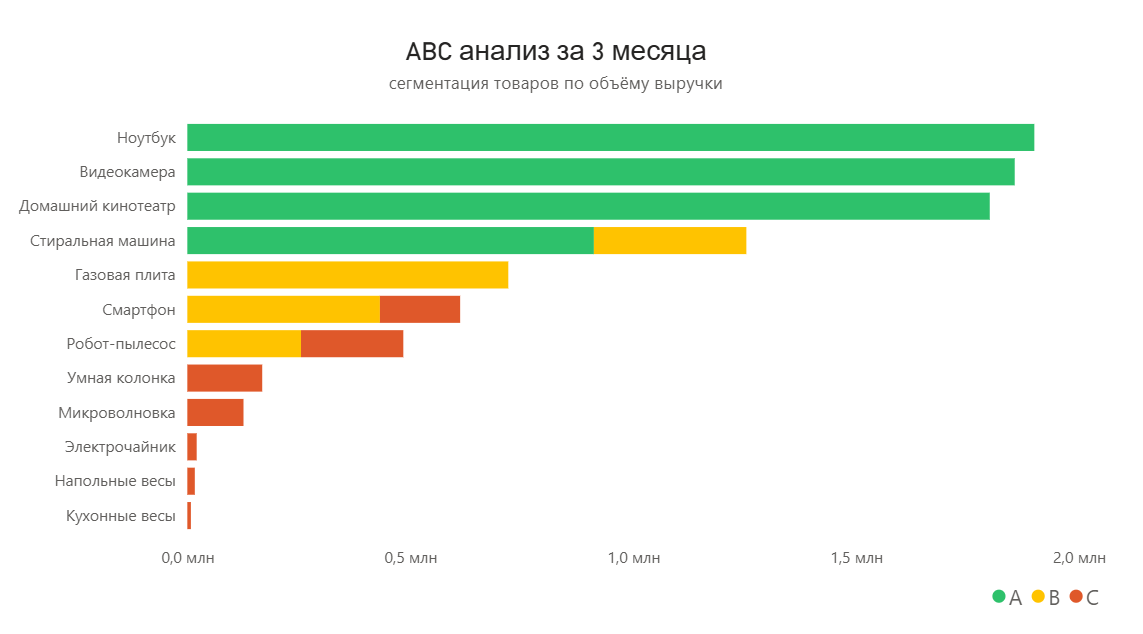 ABC анализ за 3 месяца
сегментация товаров по объёму выручки
Ноутбук
Видеокамера
Домашний кинотеатр
Стиральная машина
Газовая плита
Смартфон
Робот-пылесос
Умная колонка
Микроволновка
Электрочайник
Напольные весы
Кухонные весы
0,0 млн 0,5 млн 1,0 млн 1,5 млн 2,0 млн
A B C